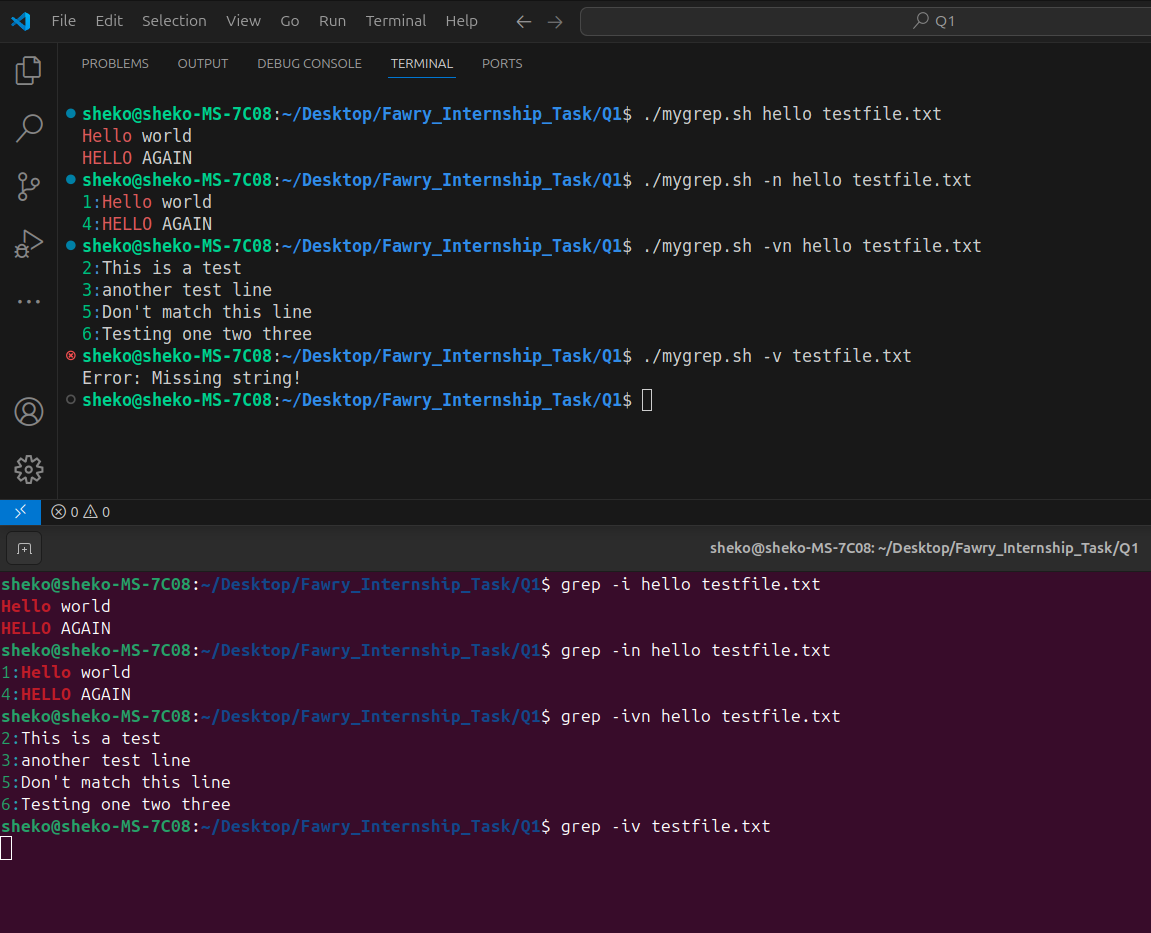 File Edit Selection View Go Run Terminal Help Q1
PROBLEMS OUTPUT DEBUG CONSOLE TERMINAL PORTS
sheko@sheko-MS-7C08:~/Desktop/Fawry_Internship_Task/Q1$ ./mygrep.sh hello testfile.txt
Hello world
HELLO AGAIN
sheko@sheko-MS-7C08:~/Desktop/Fawry_Internship_Task/Q1$ ./mygrep.sh -n hello testfile.txt
1:Hello world
4:HELLO AGAIN
sheko@sheko-MS-7C08:~/Desktop/Fawry_Internship_Task/Q1$ ./mygrep.sh -vn hello testfile.txt
2:This is a test
3:another test line
5:Don't match this line
6:Testing one two three
sheko@sheko-MS-7C08:~/Desktop/Fawry_Internship_Task/Q1$ ./mygrep.sh -v testfile.txt
Error: Missing string!
sheko@sheko-MS-7C08:~/Desktop/Fawry_Internship_Task/Q1$
0 0
sheko@sheko-MS-7C08: ~/Desktop/Fawry_Internship_Task/Q1
sheko@sheko-MS-7C08:~/Desktop/Fawry_Internship_Task/Q1$ grep -i hello testfile.txt
Hello world
HELLO AGAIN
sheko@sheko-MS-7C08:~/Desktop/Fawry_Internship_Task/Q1$ grep -in hello testfile.txt
1:Hello world
4:HELLO AGAIN
sheko@sheko-MS-7C08:~/Desktop/Fawry_Internship_Task/Q1$ grep -ivn hello testfile.txt
2:This is a test
3:another test line
5:Don't match this line
6:Testing one two three
sheko@sheko-MS-7C08:~/Desktop/Fawry_Internship_Task/Q1$ grep -iv testfile.txt